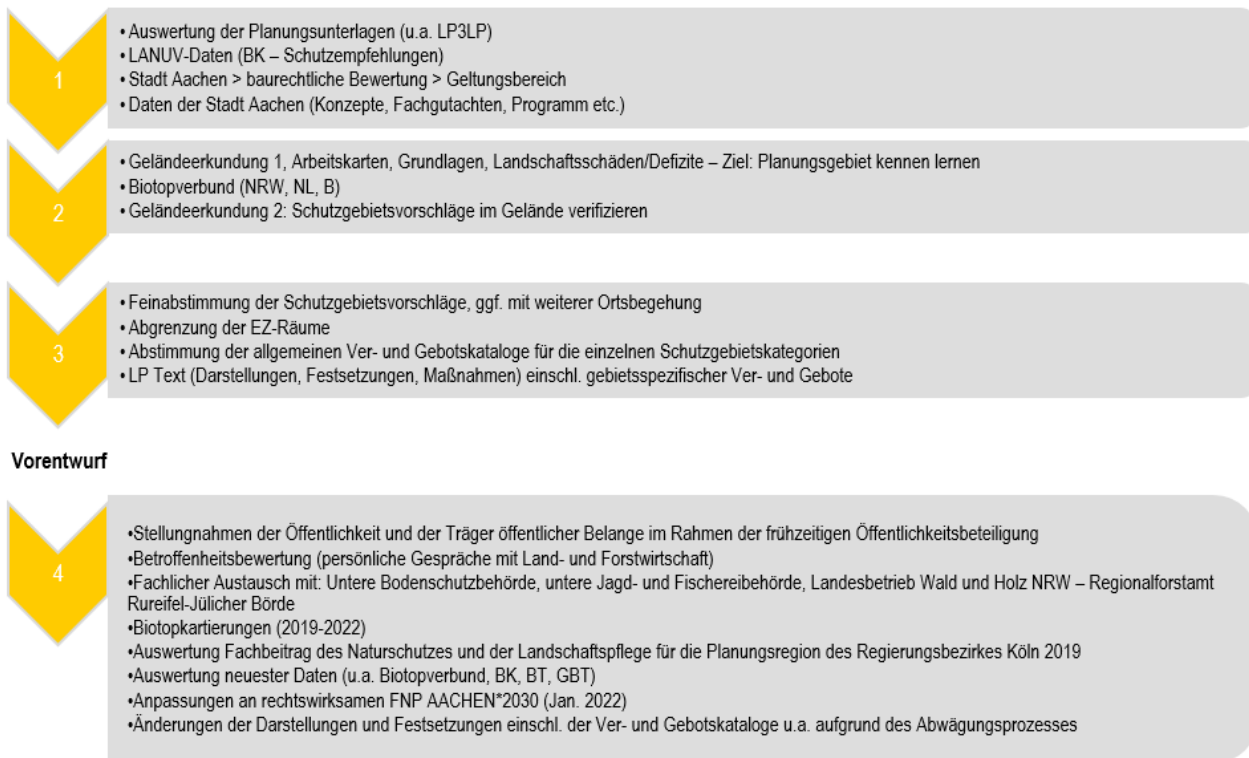 1
• Auswertung der Planungsunterlagen (u.a. LP3LP)
• LANUV-Daten (BK – Schutzempfehlungen)
• Stadt Aachen > baurechtliche Bewertung > Geltungsbereich
• Daten der Stadt Aachen (Konzepte, Fachgutachten, Programm etc.)
2
• Geländeerkundung 1, Arbeitskarten, Grundlagen, Landschaftsschäden/Defizite – Ziel: Planungsgebiet kennen lernen
• Biotopverbund (NRW, NL, B)
• Geländeerkundung 2: Schutzgebietsvorschläge im Gelände verifizieren
3
• Feinabstimmung der Schutzgebietsvorschläge, ggf. mit weiterer Ortsbegehung
• Abgrenzung der EZ-Räume
• Abstimmung der allgemeinen Ver- und Gebotskataloge für die einzelnen Schutzgebietskategorien
• LP Text (Darstellungen, Festsetzungen, Maßnahmen) einschl. gebietsspezifischer Ver- und Gebote
Vorentwurf
4
•Stellungnahmen der Öffentlichkeit und der Träger öffentlicher Belange im Rahmen der frühzeitigen Öffentlichkeitsbeteiligung
•Betroffenheitsbewertung (persönliche Gespräche mit Land- und Forstwirtschaft)
•Fachlicher Austausch mit: Untere Bodenschutzbehörde, untere Jagd- und Fischereibehörde, Landesbetrieb Wald und Holz NRW – Regionalforstamt
Rureifel-Jülicher Börde
•Biotopkartierungen (2019-2022)
•Auswertung Fachbeitrag des Naturschutzes und der Landschaftspflege für die Planungsregion des Regierungsbezirkes Köln 2019
•Auswertung neuester Daten (u.a. Biotopverbund, BK, BT, GBT)
•Anpassungen an rechtswirksamen FNP AACHEN*2030 (Jan. 2022)
•Änderungen der Darstellungen und Festsetzungen einschl. der Ver- und Gebotskataloge u.a. aufgrund des Abwägungsprozesses